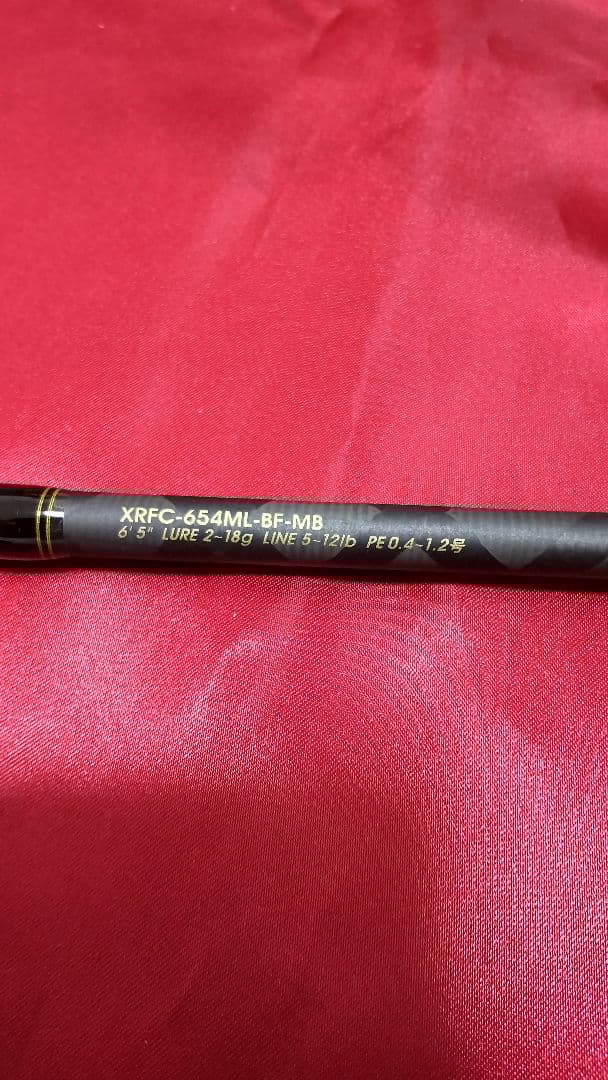 XRFC-654ML-BF-MB
6' 5" LURE 2~18g LINE 5~12lb PE 0.4~1.2号